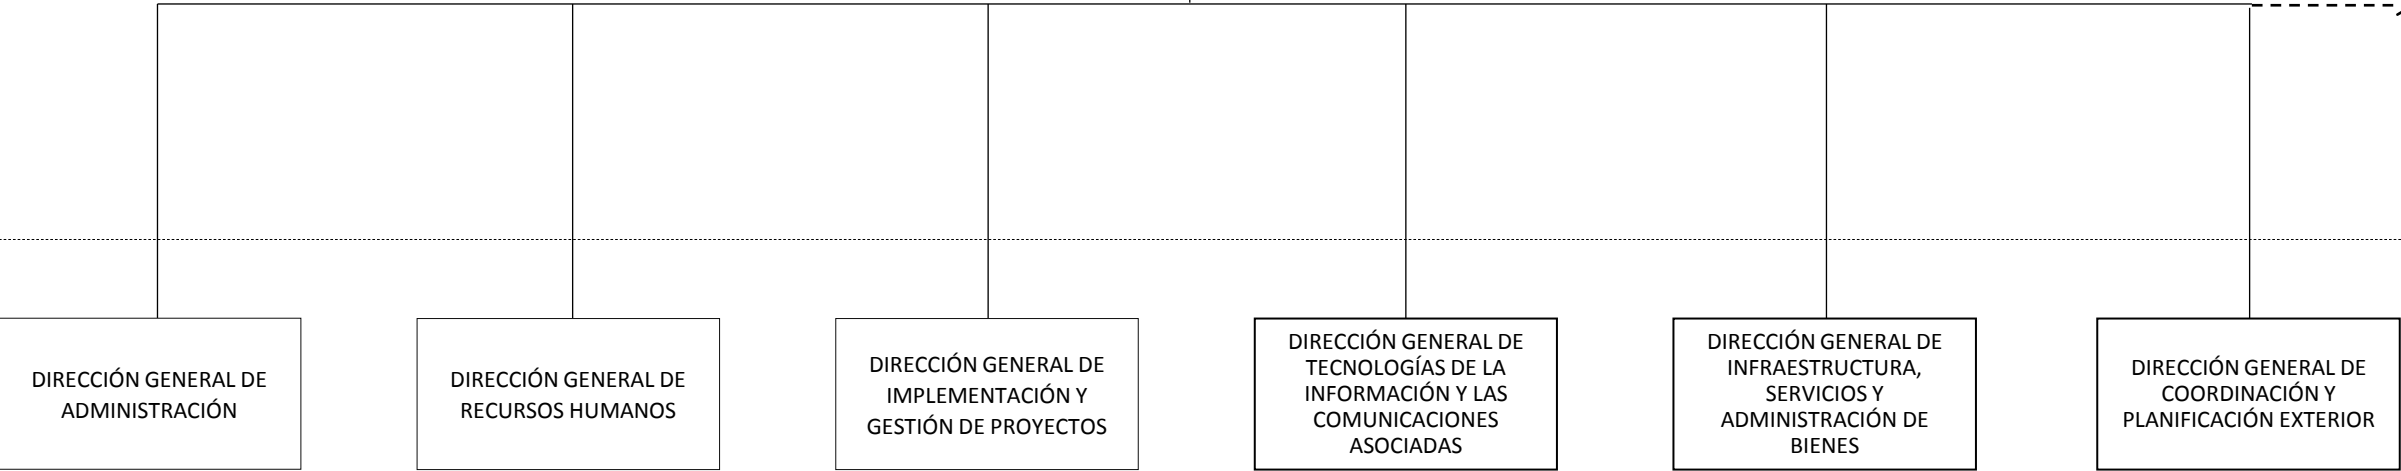 DIRECCIÓN GENERAL DE
ADMINISTRACIÓN
DIRECCIÓN GENERAL DE
RECURSOS HUMANOS
DIRECCIÓN GENERAL DE
IMPLEMENTACIÓN Y
GESTIÓN DE PROYECTOS
DIRECCIÓN GENERAL DE
TECNOLOGÍAS DE LA
INFORMACIÓN Y LAS
COMUNICACIONES
ASOCIADAS
DIRECCIÓN GENERAL DE
INFRAESTRUCTURA,
SERVICIOS Y
ADMINISTRACIÓN DE
BIENES
DIRECCIÓN GENERAL DE
COORDINACIÓN Y
PLANIFICACIÓN EXTERIOR